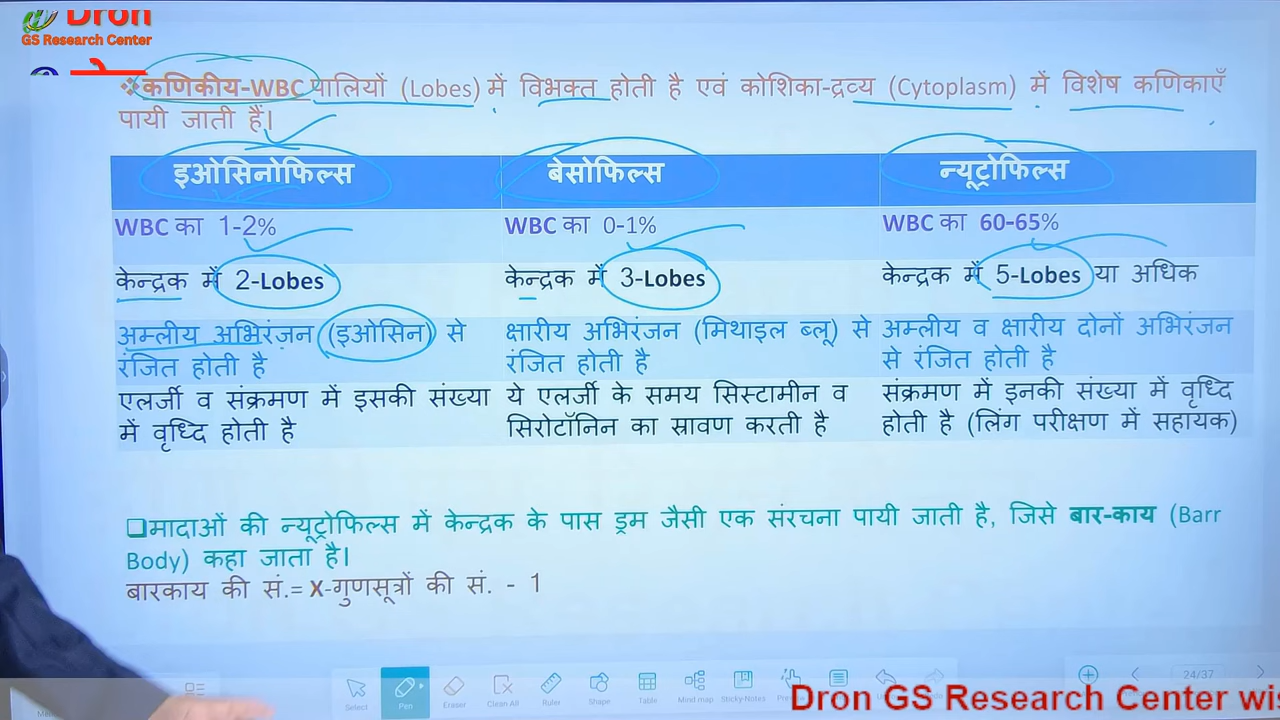 Dron
GS Research Center
❖कणिकीय-WBC पालियों (Lobes) में विभक्त होती है एवं कोशिका-द्रव्य (Cytoplasm) में विशेष कणिकाएँ
पायी जाती हैं।
इओसिनोफिल्स बेसोफिल्स न्यूट्रोफिल्स
WBC का 1-2% WBC का 0-1% WBC का 60-65%
केन्द्रक में 2-Lobes केन्द्रक में 3-Lobes केन्द्रक में 5-Lobes या अधिक
अम्लीय अभिरंजन (इओसिन) से क्षारीय अभिरंजन (मिथाइल ब्लू) से अम्लीय व क्षारीय दोनों अभिरंजन
रंजित होती है रंजित होती है से रंजित होती है
एलर्जी व संक्रमण में इसकी संख्या ये एलर्जी के समय सिस्टामीन व संक्रमण में इनकी संख्या में वृध्दि
में वृध्दि होती है सिरोटॉनिन का स्रावण करती है होती है (लिंग परीक्षण में सहायक)
❑मादाओं की न्यूट्रोफिल्स में केन्द्रक के पास ड्रम जैसी एक संरचना पायी जाती है, जिसे बार-काय (Barr
Body) कहा जाता है।
बारकाय की सं.= X-गुणसूत्रों की सं. - 1
Select Pen Eraser Clean All Ruler Shape Table Mind map Sticky-Notes 24/37
Dron GS Research Center wis